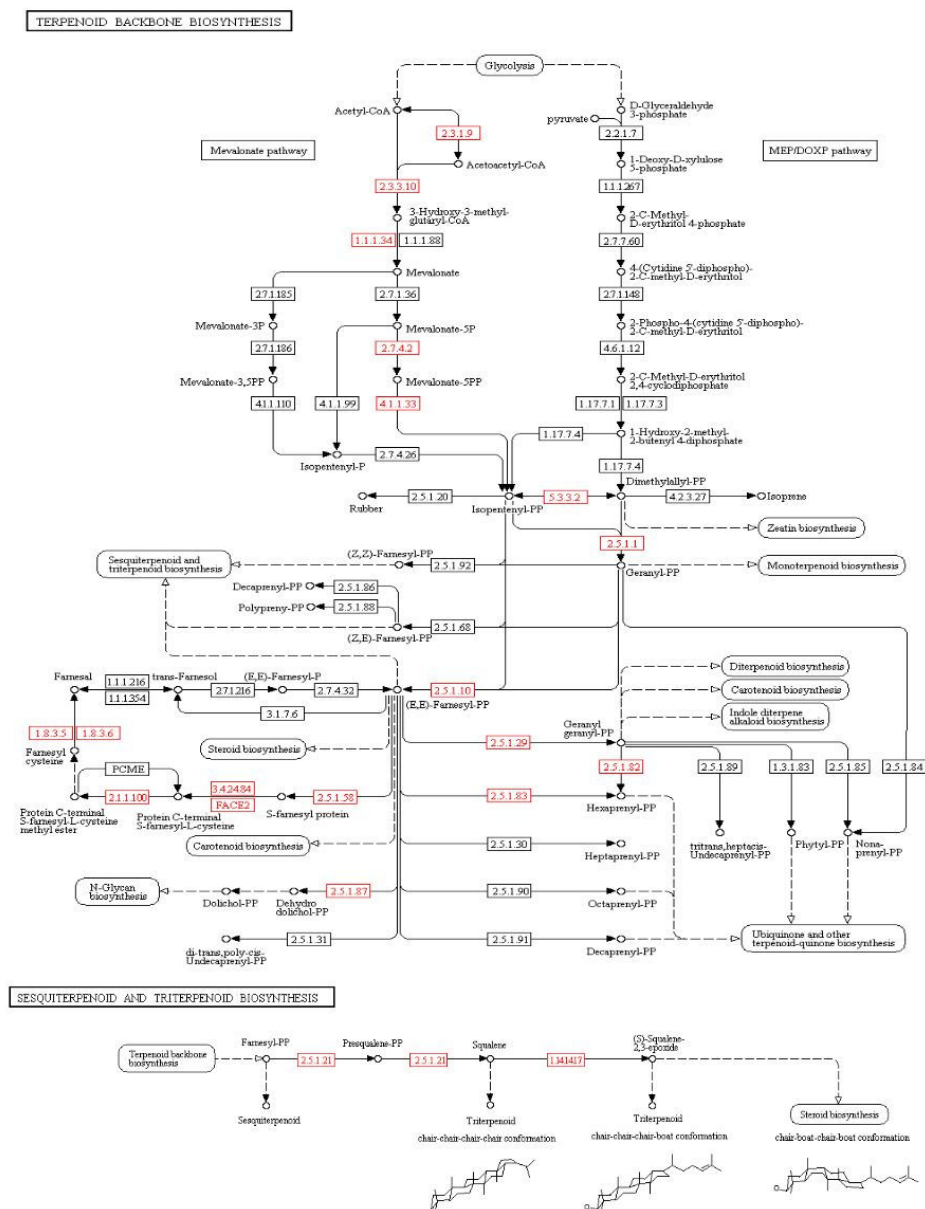 TERPENOID BACKBONE BIOSYNTHESIS
Glycolysis
Acetyl-CoA
D-Glyceraldehyde
3-phosphate
pyruvate
2.3.1.9
2.2.1.7
Mevalonate pathway
MEP/DOXP pathway
Acetoacetyl-CoA
1-Deoxy-D-xylulose
5-phosphate
2.3.3.10
1.1.1.267
3-Hydroxy-3-methyl-
glutaryl-CoA
2-C-Methyl-
D-erythritol 4-phosphate
1.1.1.34
1.1.1.88
2.7.7.60
Mevalonate
4-(Cytidine 5'-diphospho)-
2-C-methyl-D-erythritol
2.7.1.185
2.7.1.36
2.7.1.148
Mevalonate-3P
Mevalonate-5P
2-Phospho-4-(cytidine 5'-diphospho)-
2-C-methyl-D-erythritol
2.7.1.186
2.7.4.2
4.6.1.12
Mevalonate-3,5PP
Mevalonate-5PP
2-C-Methyl-D-erythritol
2,4-cyclodiphosphate
4.1.1.110
4.1.1.99
4.1.1.33
1.17.7.1
1.17.7.3
1.17.7.4
1-Hydroxy-2-methyl-
2-butenyl 4-diphosphate
2.7.4.26
Isopentenyl-P
1.17.7.4
Dimethylallyl-PP
Rubber
2.5.1.20
Isopentenyl-PP
5.3.3.2
4.2.3.27
Isoprene
Zeatin biosynthesis
2.5.1.1
Sesquiterpenoid and
triterpenoid biosynthesis
(Z,Z)-Farnesyl-PP
2.5.1.92
Geranyl-PP
Monoterpenoid biosynthesis
Decaprenyl-PP
2.5.1.86
Polypreny-PP
2.5.1.88
(Z,E)-Farnesyl-PP
2.5.1.68
Farnesal
1.1.1.216
1.1.1.354
trans-Farnesol
2.7.1.216
(E,E)-Farnesyl-P
2.7.4.32
2.5.1.10
(E,E)-Farnesyl-PP
3.1.7.6
Diterpenoid biosynthesis
Carotenoid biosynthesis
Indole diterpene
alkaloid biosynthesis
1.8.3.5
1.8.3.6
Farnesyl
cysteine
Steroid biosynthesis
2.5.1.29
Geranyl
geranyl-PP
PCME
2.5.1.82
2.5.1.89
1.3.1.83
2.5.1.85
2.5.1.84
2.1.1.100
3.4.24.84
FACE2
2.5.1.58
2.5.1.83
Hexaprenyl-PP
Protein C-terminal
S-farnesyl-L-cysteine
methyl ester
Protein C-terminal
S-farnesyl-L-cysteine
S-farnesyl protein
Carotenoid biosynthesis
2.5.1.30
Heptaprenyl-PP
tritrans,heptacis-
Undecaprenyl-PP
Phytyl-PP
Nona-
prenyl-PP
N-Glycan
biosynthesis
Dolichol-PP
Dehydro
dolichol-PP
2.5.1.87
2.5.1.90
Octaprenyl-PP
2.5.1.31
di-trans,poly-cis-
Undecaprenyl-PP
2.5.1.91
Decaprenyl-PP
Ubiquinone and other
terpenoid-quinone biosynthesis
SESQUITERPENOID AND TRITERPENOID BIOSYNTHESIS
Terpenoid backbone
biosynthesis
Farnesyl-PP
2.5.1.21
Presqualene-PP
2.5.1.21
Squalene
1.14.14.17
(S)-Squalene-
2,3-epoxide
Sesquiterpenoid
Triterpenoid
chair-chair-chair-chair conformation
Triterpenoid
chair-chair-chair-boat conformation
Steroid biosynthesis
chair-boat-chair-boat conformation
O
O
O